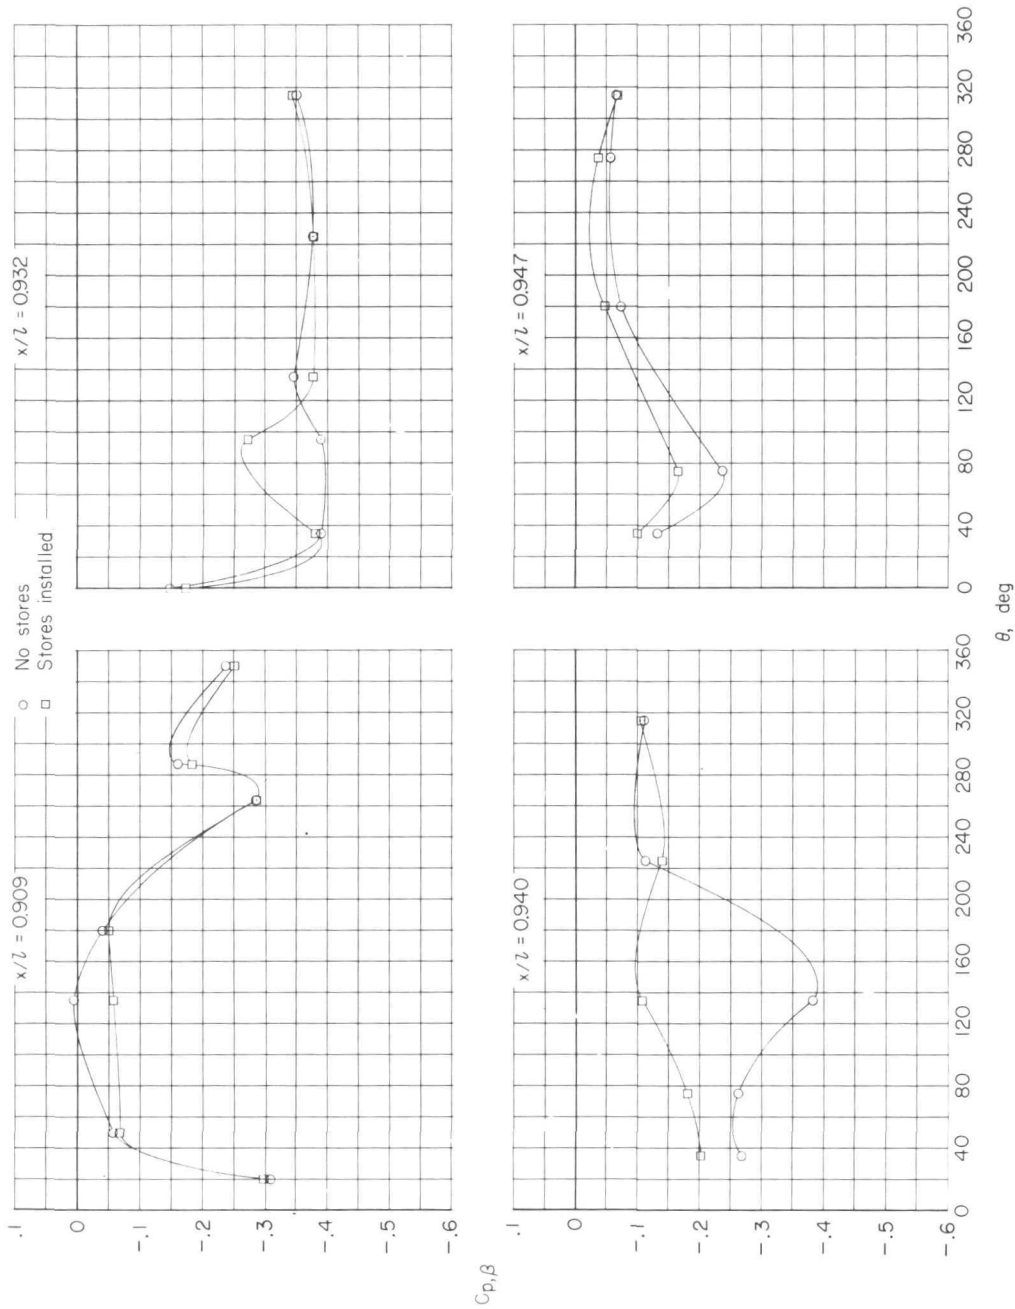 ○ No stores
□ Stores installed
x/l = 0.909
x/l = 0.932
.1
0
-.1
-.2
-.3
-.4
-.5
-.6
Cp,β
x/l = 0.940
x/l = 0.947
.1
0
-.1
-.2
-.3
-.4
-.5
-.6
0 40 80 120 160 200 240 280 320 360
0 40 80 120 160 200 240 280 320 360
θ, deg